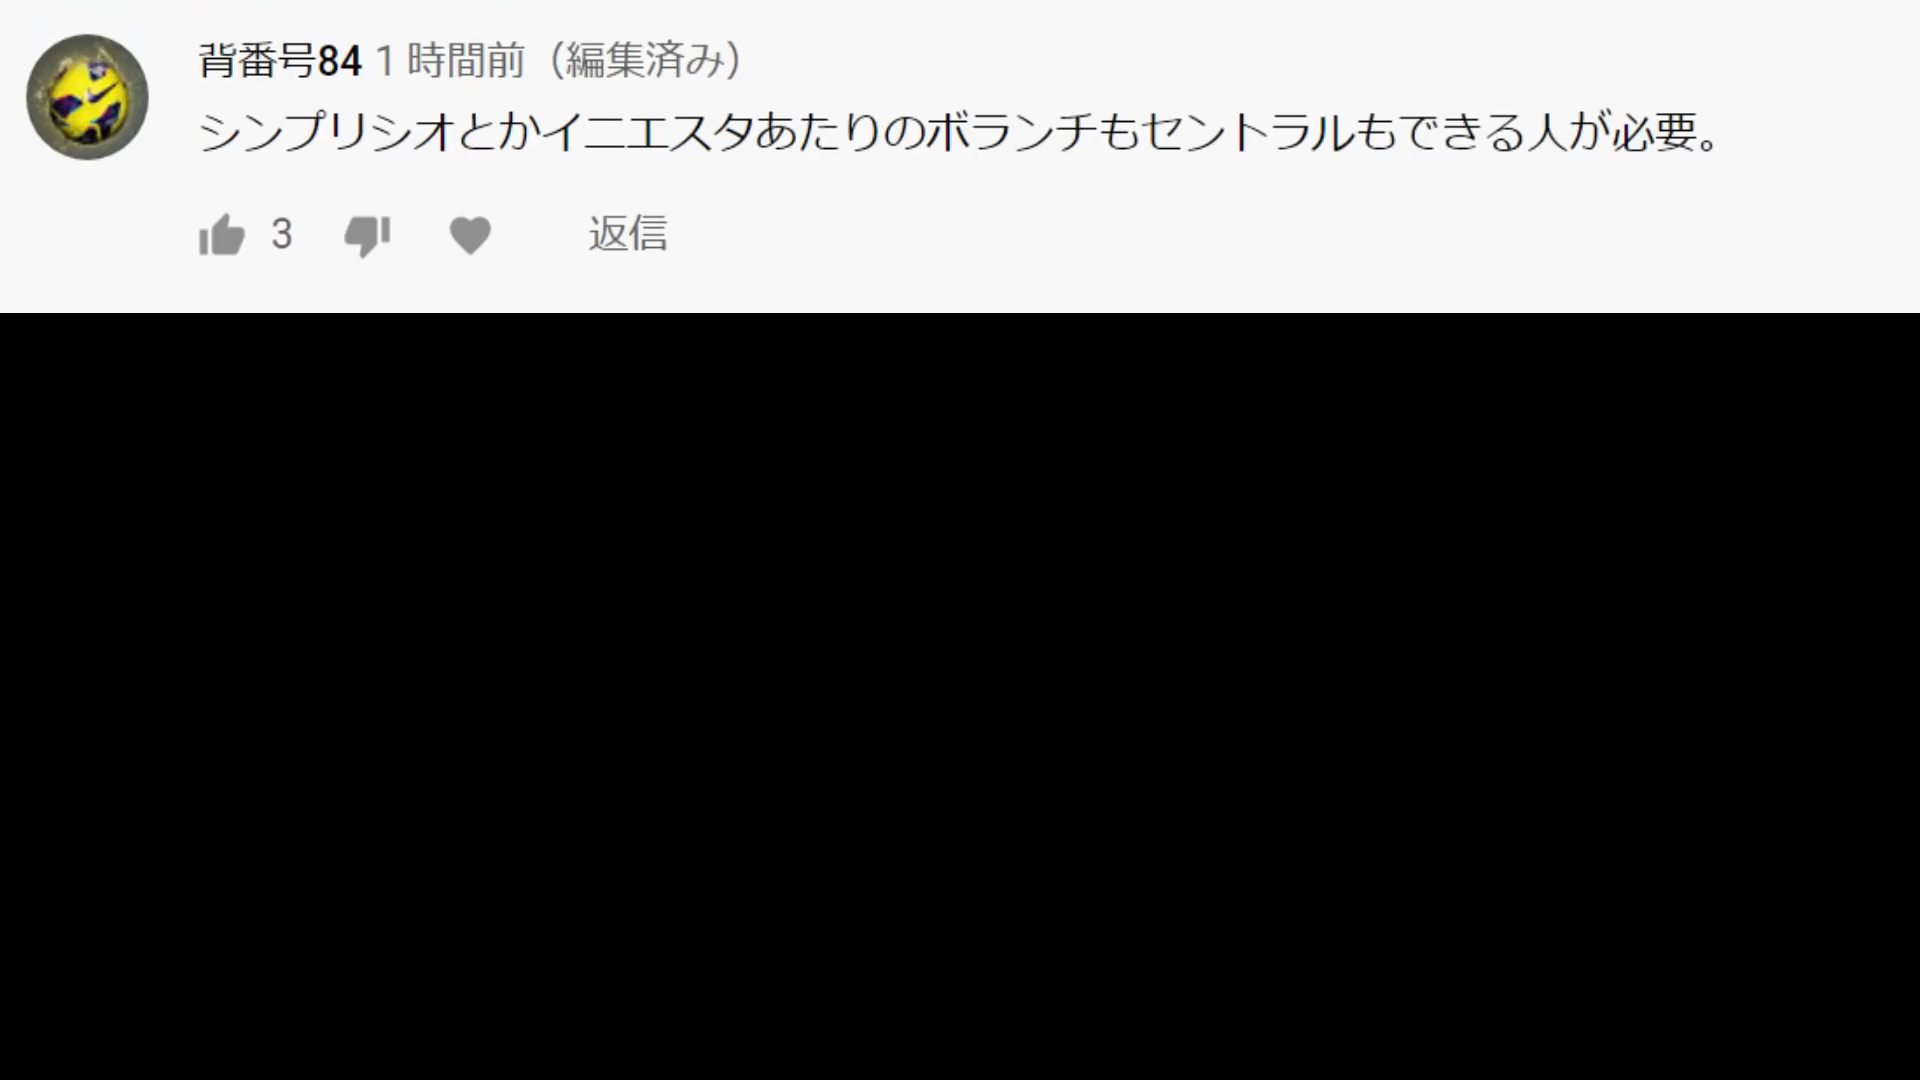 背番号84 1 時間前（編集済み）
シンプリシオとかイニエスタあたりのボランチもセントラルもできる人が必要。
3 返信